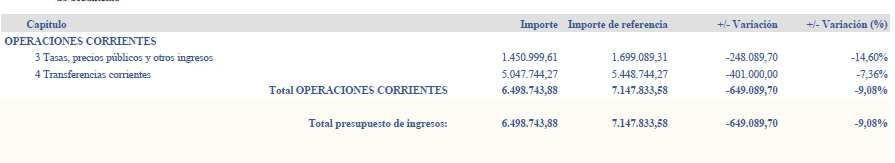 Capítulo Importe Importe de referencia +/- Variación +/- Variación (%)
OPERACIONES CORRIENTES
3 Tasas, precios públicos y otros ingresos 1.450.999,61 1.699.089,31 -248.089,70 -14,60%
4 Transferencias corrientes 5.047.744,27 5.448.744,27 -401.000,00 -7,36%
Total OPERACIONES CORRIENTES 6.498.743,88 7.147.833,58 -649.089,70 -9,08%
Total presupuesto de ingresos: 6.498.743,88 7.147.833,58 -649.089,70 -9,08%